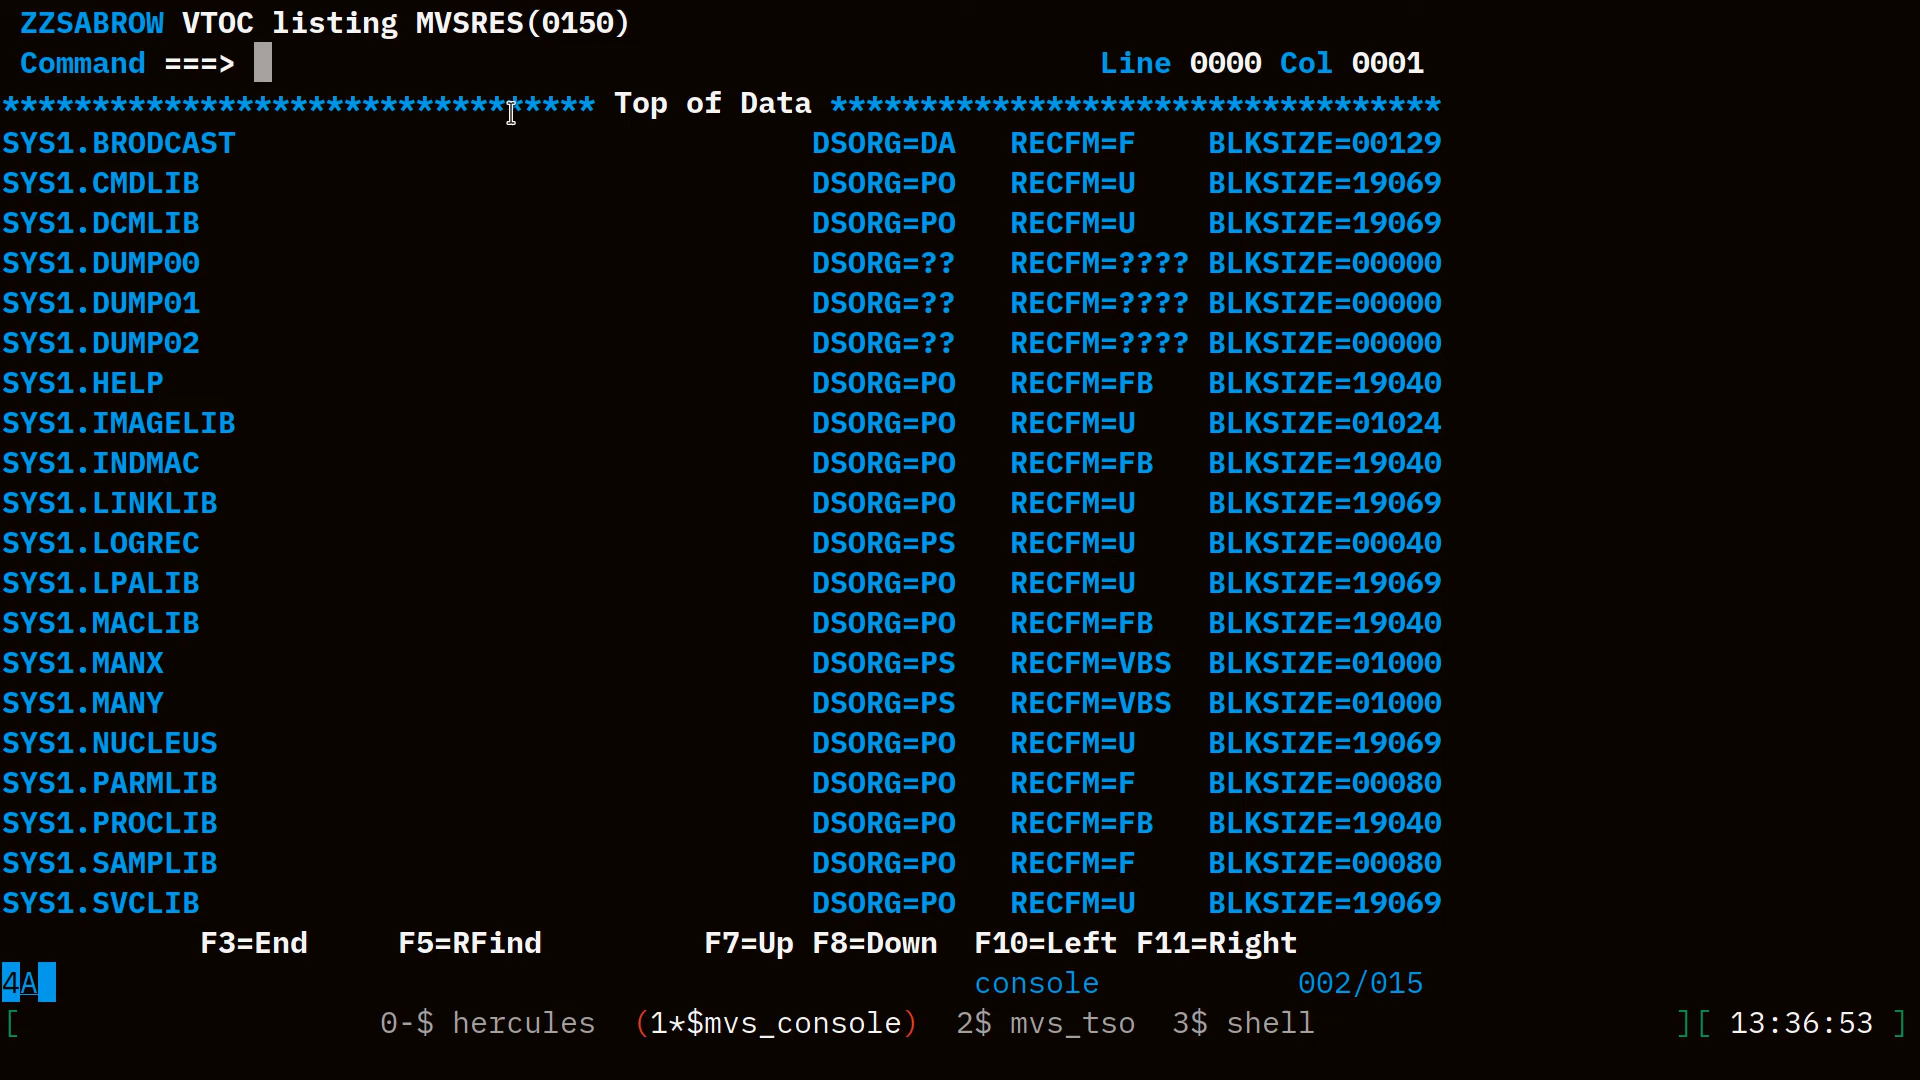 ZZSABROW VTOC listing MVSRES(0150)
Command ===> Line 0000 Col 0001
********************************* Top of Data **********************************
SYS1.BRODCAST DSORG=DA RECFM=F BLKSIZE=00129
SYS1.CMDLIB DSORG=PO RECFM=U BLKSIZE=19069
SYS1.DCMLIB DSORG=PO RECFM=U BLKSIZE=19069
SYS1.DUMP00 DSORG=?? RECFM=???? BLKSIZE=00000
SYS1.DUMP01 DSORG=?? RECFM=???? BLKSIZE=00000
SYS1.DUMP02 DSORG=?? RECFM=???? BLKSIZE=00000
SYS1.HELP DSORG=PO RECFM=FB BLKSIZE=19040
SYS1.IMAGELIB DSORG=PO RECFM=U BLKSIZE=01024
SYS1.INDMAC DSORG=PO RECFM=FB BLKSIZE=19040
SYS1.LINKLIB DSORG=PO RECFM=U BLKSIZE=19069
SYS1.LOGREC DSORG=PS RECFM=U BLKSIZE=00040
SYS1.LPALIB DSORG=PO RECFM=U BLKSIZE=19069
SYS1.MACLIB DSORG=PO RECFM=FB BLKSIZE=19040
SYS1.MANX DSORG=PS RECFM=VBS BLKSIZE=01000
SYS1.MANY DSORG=PS RECFM=VBS BLKSIZE=01000
SYS1.NUCLEUS DSORG=PO RECFM=U BLKSIZE=19069
SYS1.PARMLIB DSORG=PO RECFM=F BLKSIZE=00080
SYS1.PROCLIB DSORG=PO RECFM=FB BLKSIZE=19040
SYS1.SAMPLIB DSORG=PO RECFM=F BLKSIZE=00080
SYS1.SVCLIB DSORG=PO RECFM=U BLKSIZE=19069
F3=End F5=RFind F7=Up F8=Down F10=Left F11=Right
4A console 002/015
[ 0-$ hercules (1*$mvs_console) 2$ mvs_tso 3$ shell ][ 13:36:53 ]